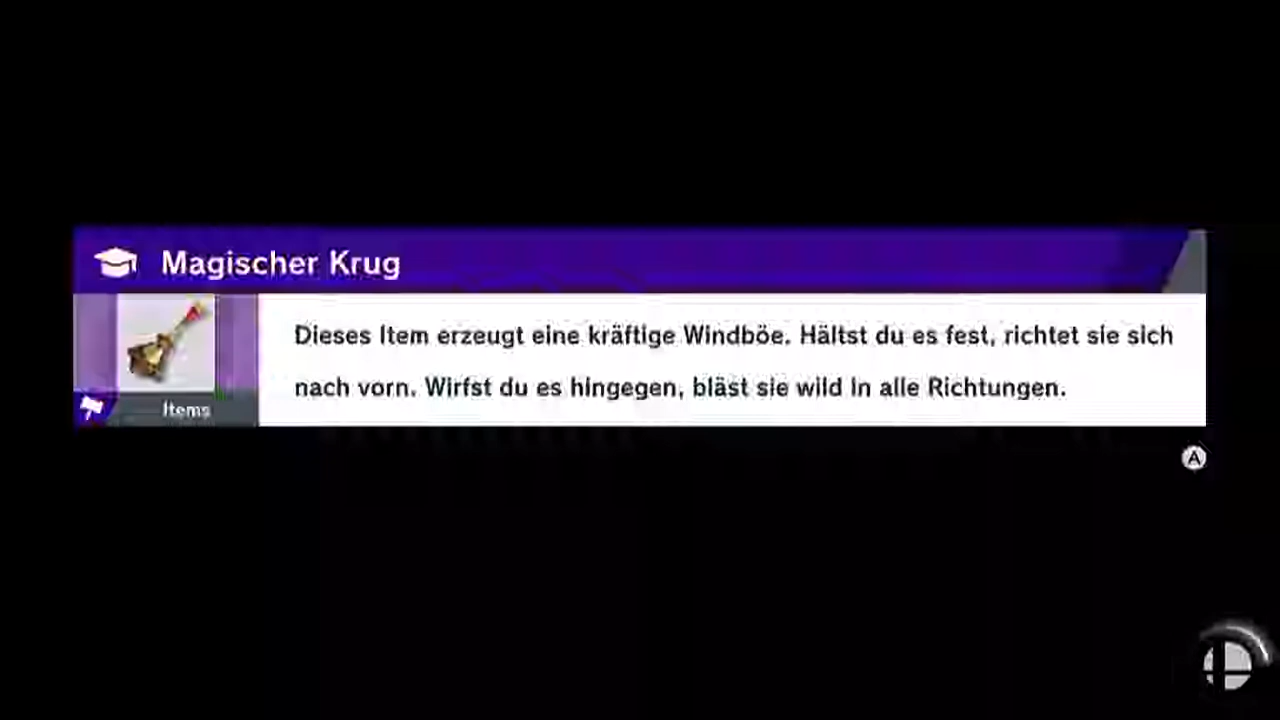 Magischer Krug
Dieses Item erzeugt eine kräftige Windböe. Hältst du es fest, richtet sie sich
nach vorn. Wirfst du es hingegen, bläst sie wild in alle Richtungen.
Items
A